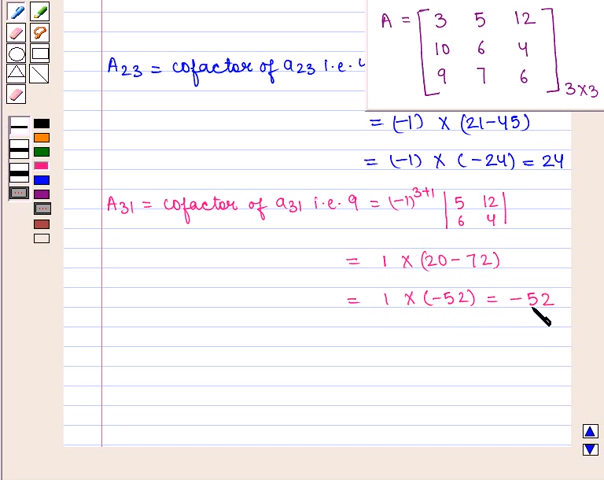 A = [ 3 5 12
10 6 4
9 7 6 ] 3×3
A23 = cofactor of a23 i.e. 4
= (-1) × (21-45)
= (-1) × (-24) = 24
A31 = cofactor of a31 i.e. 9 = (-1)^3+1 | 5 12
6 4 |
= 1 × (20-72)
= 1 × (-52) = -52